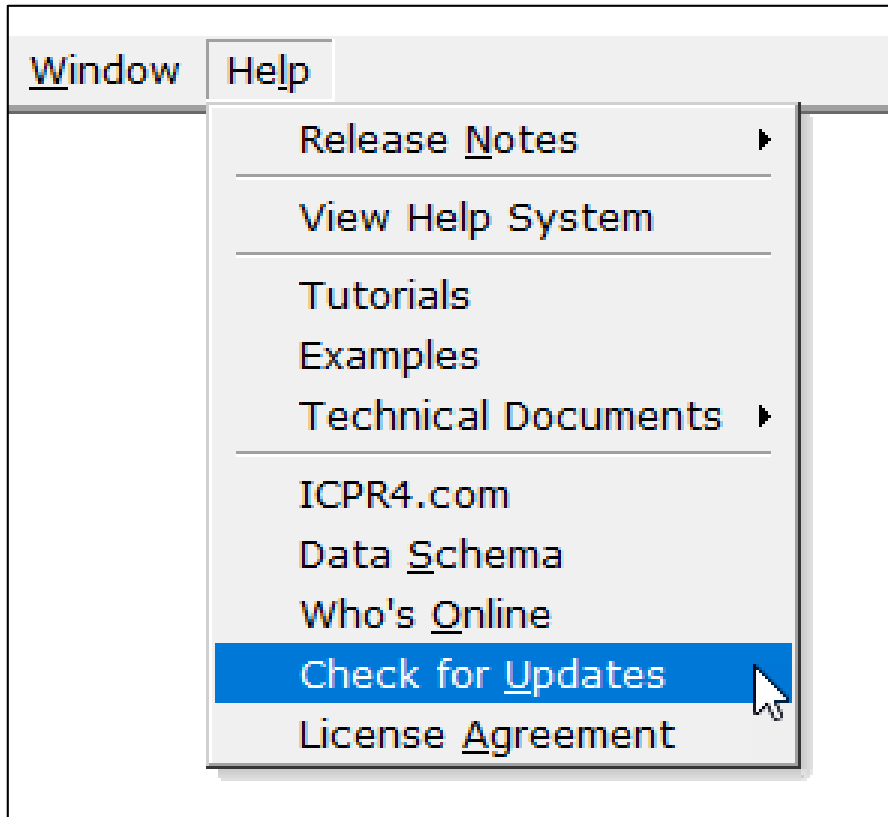 Window Help
Release Notes
View Help System
Tutorials
Examples
Technical Documents
ICPR4.com
Data Schema
Who's Online
Check for Updates
License Agreement